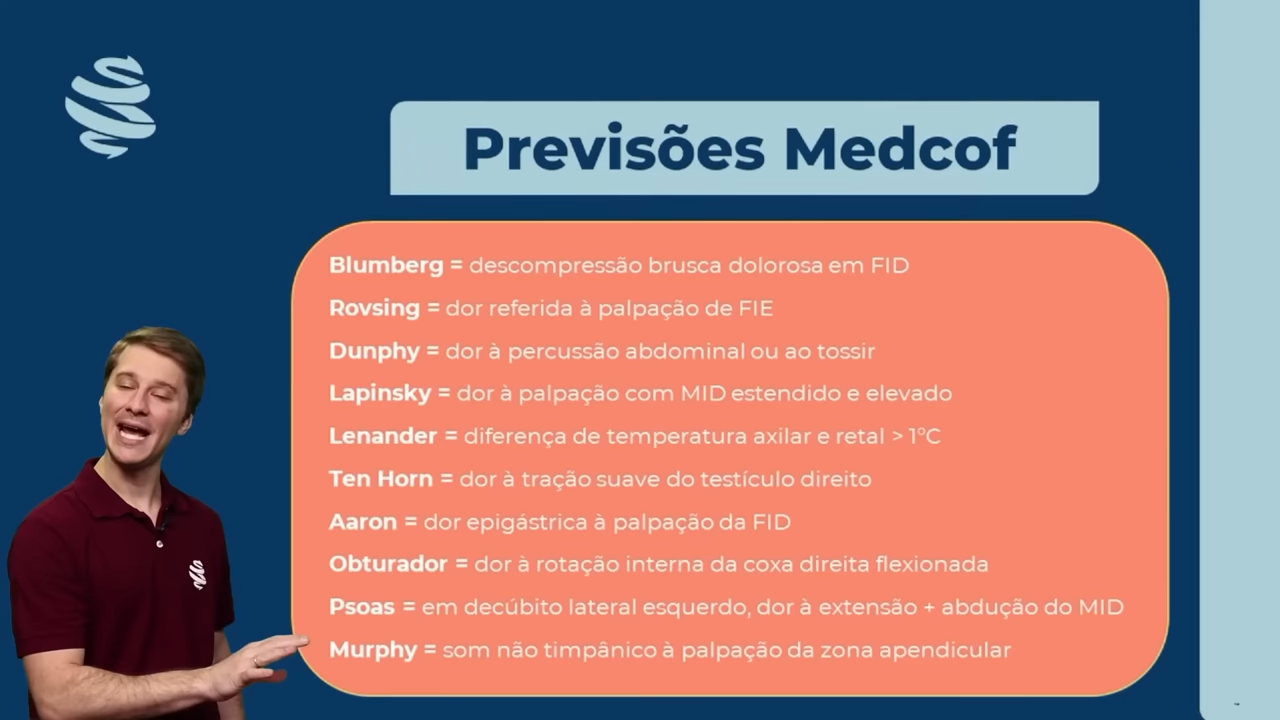 Previsões Medcof
Blumberg = descompressão brusca dolorosa em FID
Rovsing = dor referida à palpação de FIE
Dunphy = dor à percussão abdominal ou ao tossir
Lapinsky = dor à palpação com MID estendido e elevado
Lenander = diferença de temperatura axilar e retal > 1ºC
Ten Horn = dor à tração suave do testículo direito
Aaron = dor epigástrica à palpação da FID
Obturador = dor à rotação interna da coxa direita flexionada
Psoas = em decúbito lateral esquerdo, dor à extensão + abdução do MID
Murphy = som não timpânico à palpação da zona apendicular